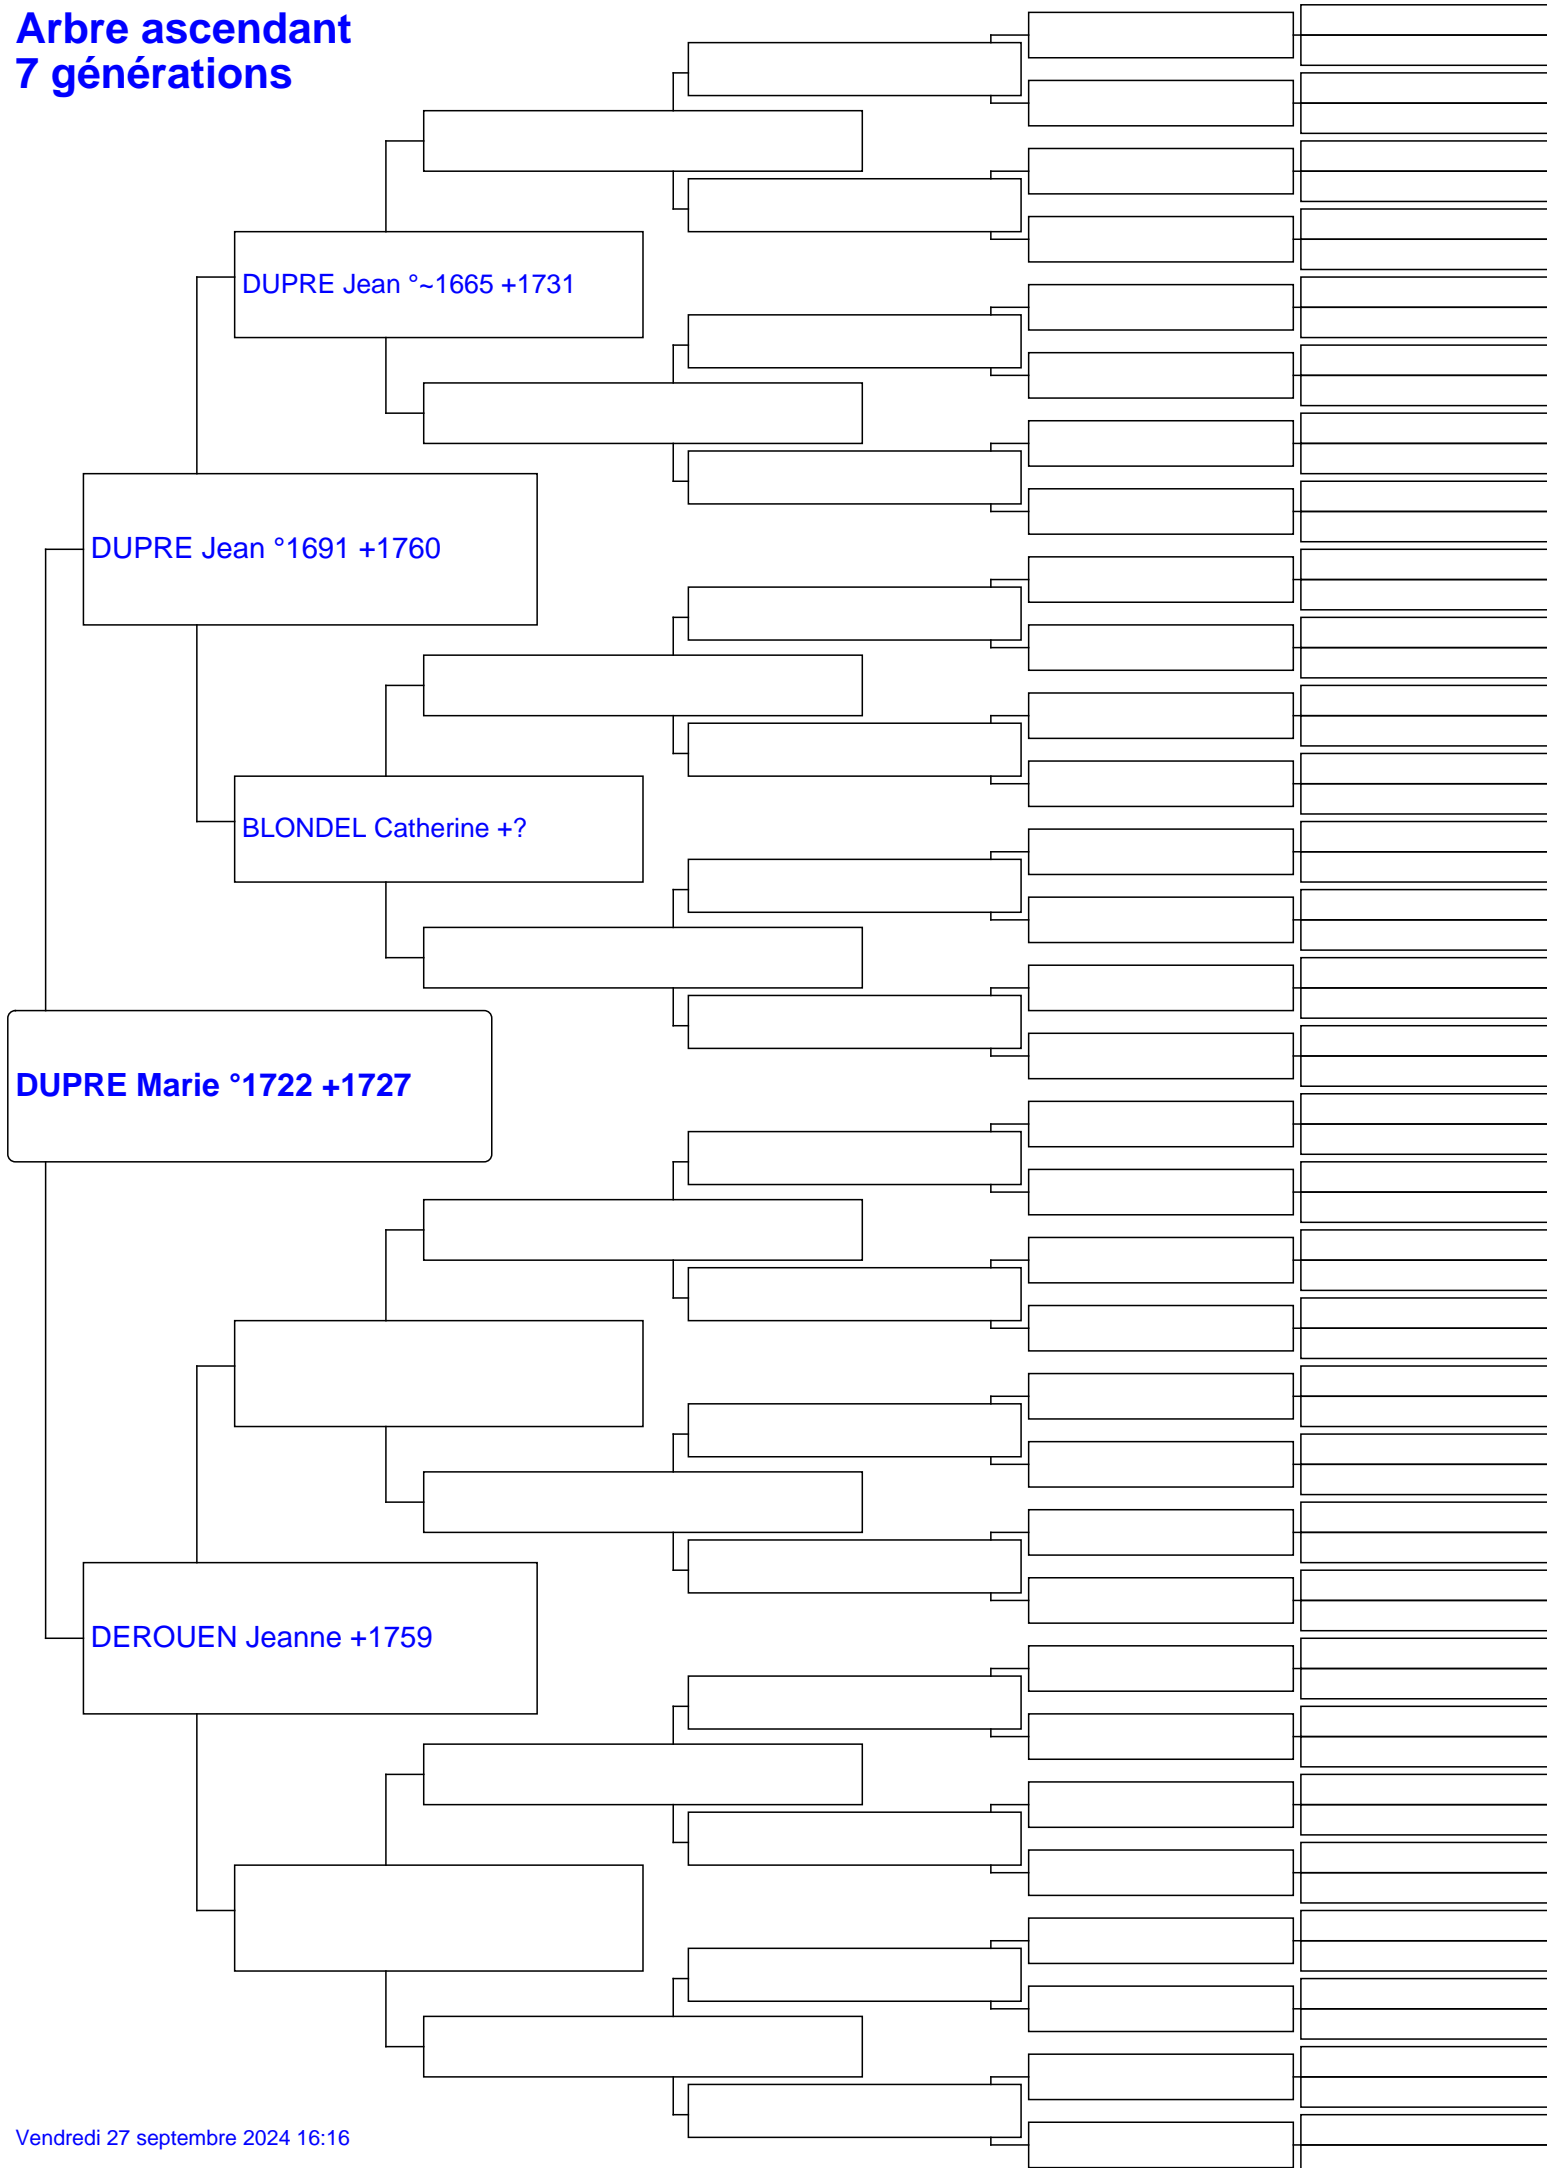 Arbre ascendant
7 générations
DUPRE Jean °~1665 +1731
DUPRE Jean °1691 +1760
BLONDEL Catherine +?
DUPRE Marie °1722 +1727
DEROUEN Jeanne +1759
Vendredi 27 septembre 2024 16:16